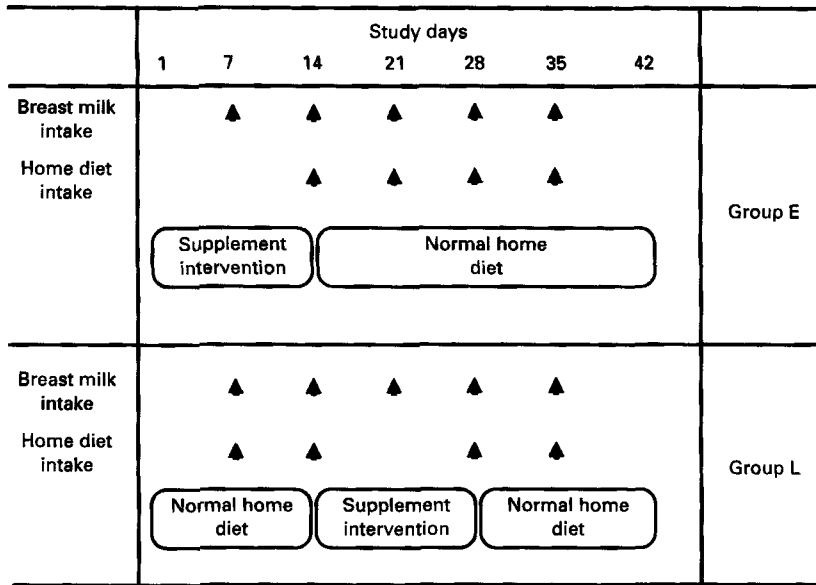 Study days
1 7 14 21 28 35 42
Breast milk
intake
Home diet
intake
Group E
Supplement
intervention
Normal home
diet
Breast milk
intake
Home diet
intake
Group L
Normal home
diet
Supplement
intervention
Normal home
diet